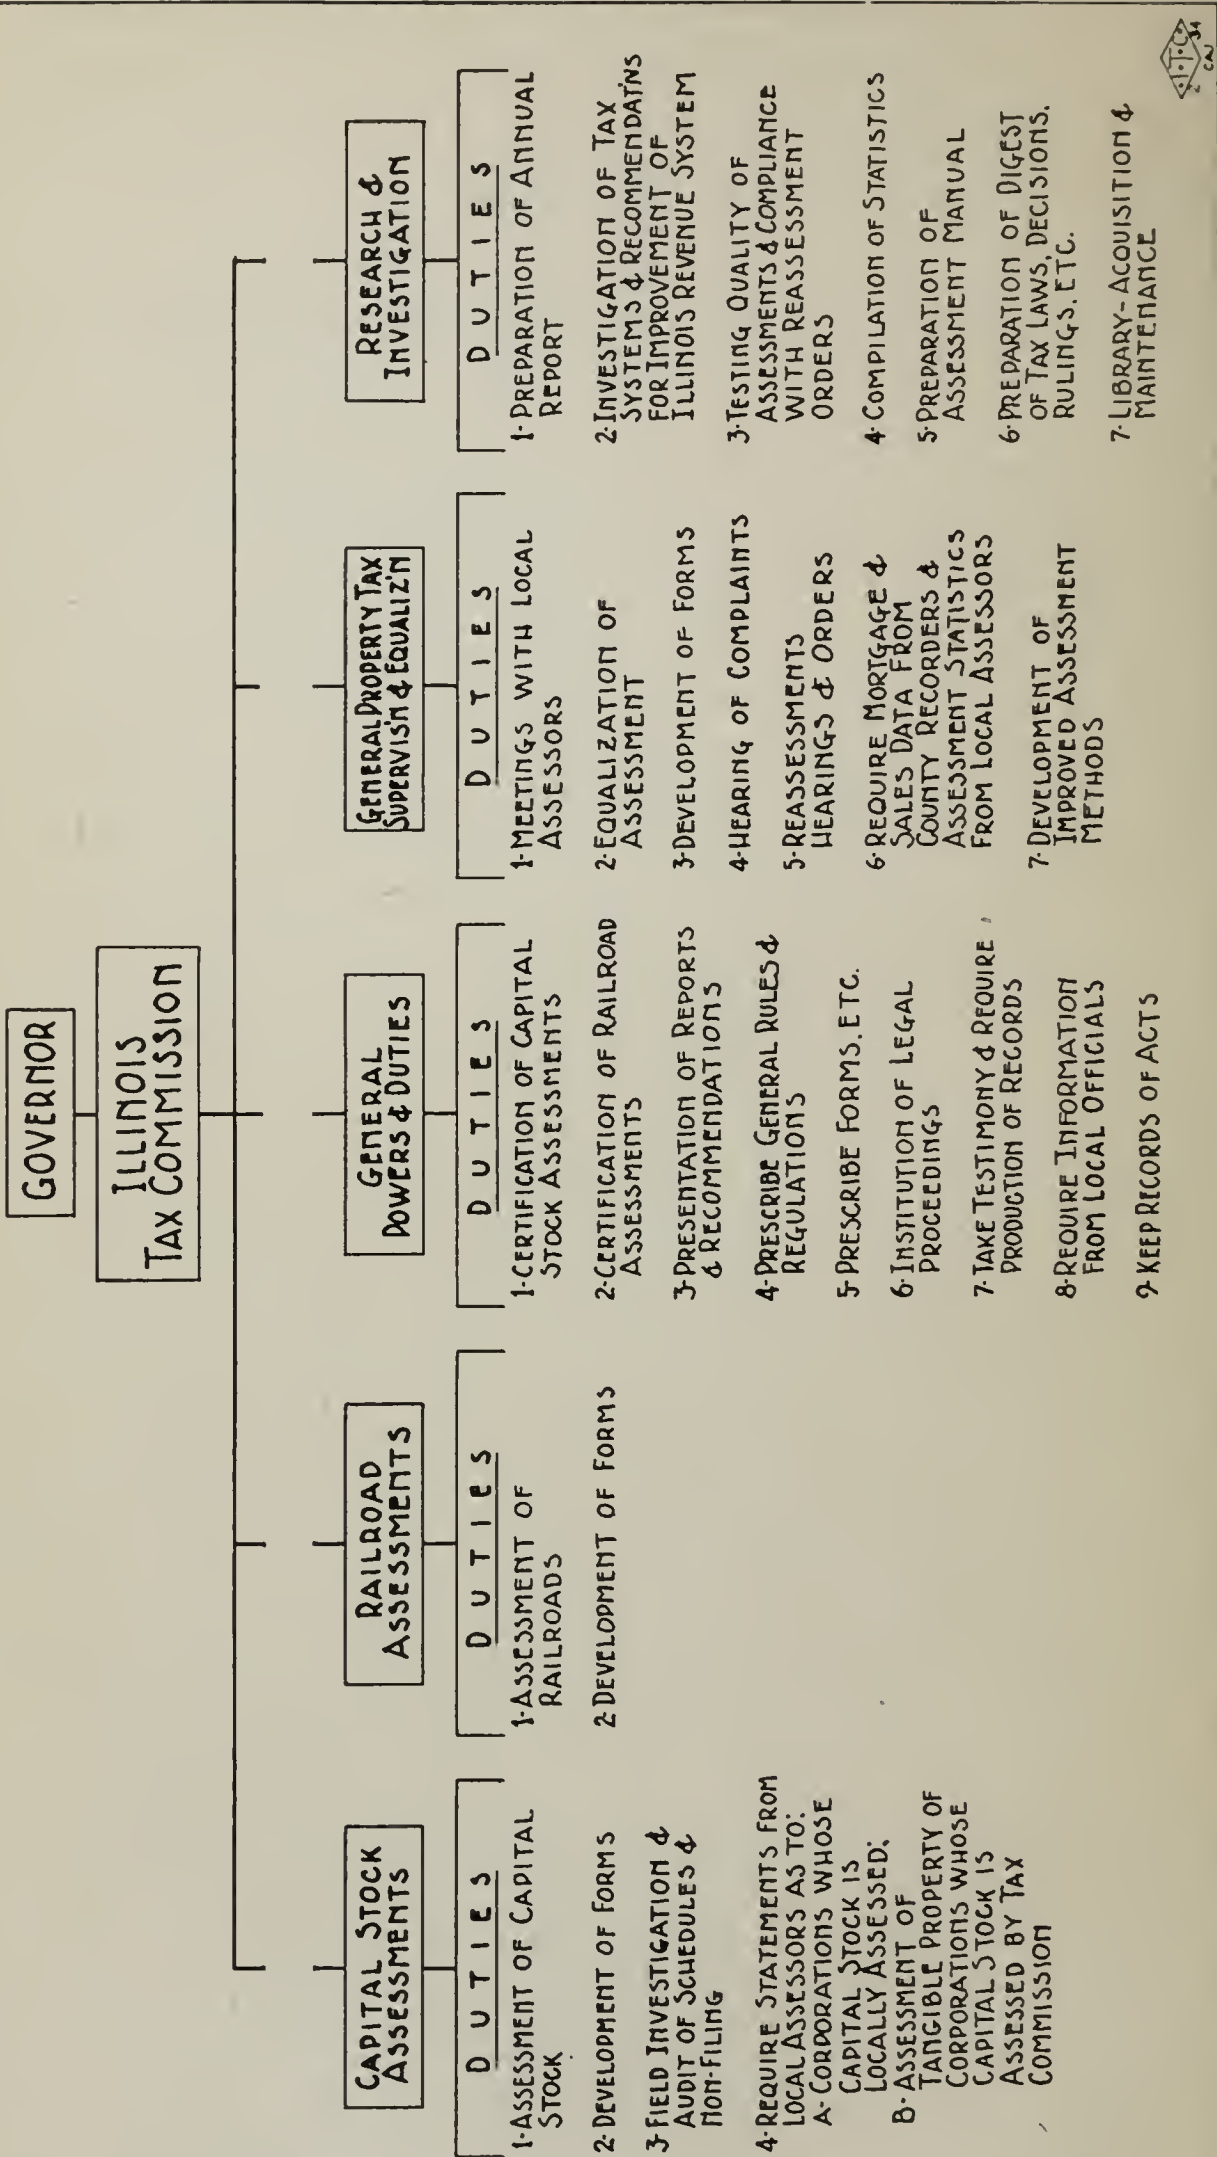 GOVERNOR
ILLINOIS
TAX COMMISSION
CAPITAL STOCK
ASSESSMENTS
DUTIES
1-ASSESSMENT OF CAPITAL
STOCK
2-DEVELOPMENT OF FORMS
3-FIELD INVESTIGATION &
AUDIT OF SCHEDULES &
NON-FILING
4-REQUIRE STATEMENTS FROM
LOCAL ASSESSORS AS TO:
A-CORPORATIONS WHOSE
CAPITAL STOCK IS
LOCALLY ASSESSED;
B-ASSESSMENT OF
TANGIBLE PROPERTY OF
CORPORATIONS WHOSE
CAPITAL STOCK IS
ASSESSED BY TAX
COMMISSION
RAILROAD
ASSESSMENTS
DUTIES
1-ASSESSMENT OF
RAILROADS
2-DEVELOPMENT OF FORMS
GENERAL
POWERS & DUTIES
DUTIES
1-CERTIFICATION OF CAPITAL
STOCK ASSESSMENTS
2-CERTIFICATION OF RAILROAD
ASSESSMENTS
3-PRESENTATION OF REPORTS
& RECOMMENDATIONS
4-PRESCRIBE GENERAL RULES &
REGULATIONS
5-PRESCRIBE FORMS, ETC.
6-INSTITUTION OF LEGAL
PROCEEDINGS
7-TAKE TESTIMONY & REQUIRE
PRODUCTION OF RECORDS
8-REQUIRE INFORMATION
FROM LOCAL OFFICIALS
9-KEEP RECORDS OF ACTS
GENERAL PROPERTY TAX
SUPERVIS'N & EQUALIZ'N
DUTIES
1-MEETINGS WITH LOCAL
ASSESSORS
2-EQUALIZATION OF
ASSESSMENT
3-DEVELOPMENT OF FORMS
4-HEARING OF COMPLAINTS
5-REASSESSMENTS
HEARINGS & ORDERS
6-REQUIRE MORTGAGE &
SALES DATA FROM
COUNTY RECORDERS &
ASSESSMENT STATISTICS
FROM LOCAL ASSESSORS
7-DEVELOPMENT OF
IMPROVED ASSESSMENT
METHODS
RESEARCH &
INVESTIGATION
DUTIES
1-PREPARATION OF ANNUAL
REPORT
2-INVESTIGATION OF TAX
SYSTEMS & RECOMMENDAT'NS
FOR IMPROVEMENT OF
ILLINOIS REVENUE SYSTEM
3-TESTING QUALITY OF
ASSESSMENTS & COMPLIANCE
WITH REASSESSMENT
ORDERS
4-COMPILATION OF STATISTICS
5-PREPARATION OF
ASSESSMENT MANUAL
6-PREPARATION OF DIGEST
OF TAX LAWS, DECISIONS,
RULINGS, ETC.
7-LIBRARY-ACQUISITION &
MAINTENANCE
I·T·C
34